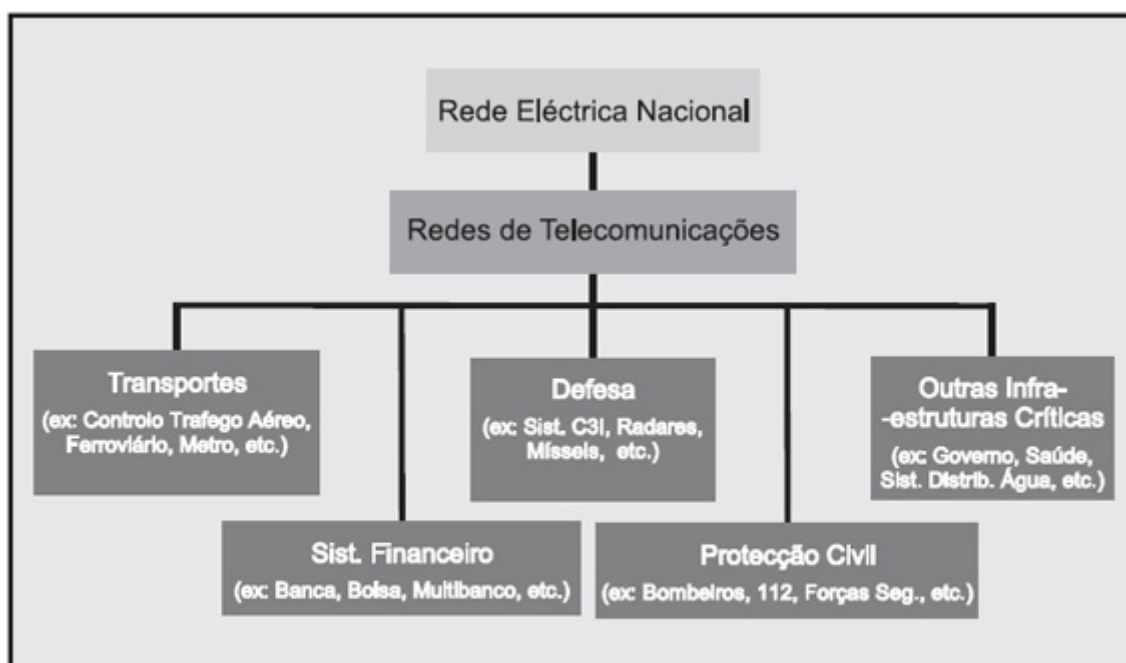 Rede Eléctrica Nacional
Redes de Telecomunicações
Transportes
(ex: Controlo Trafego Aéreo,
Ferroviário, Metro, etc.)
Defesa
(ex: Sist. C3I, Radares,
Mísseis, etc.)
Outras Infra-
-estruturas Críticas
(ex: Governo, Saúde,
Sist. Distrib. Água, etc.)
Sist. Financeiro
(ex: Banca, Bolsa, Multibanco, etc.)
Protecção Civil
(ex: Bombeiros, 112, Forças Seg., etc.)